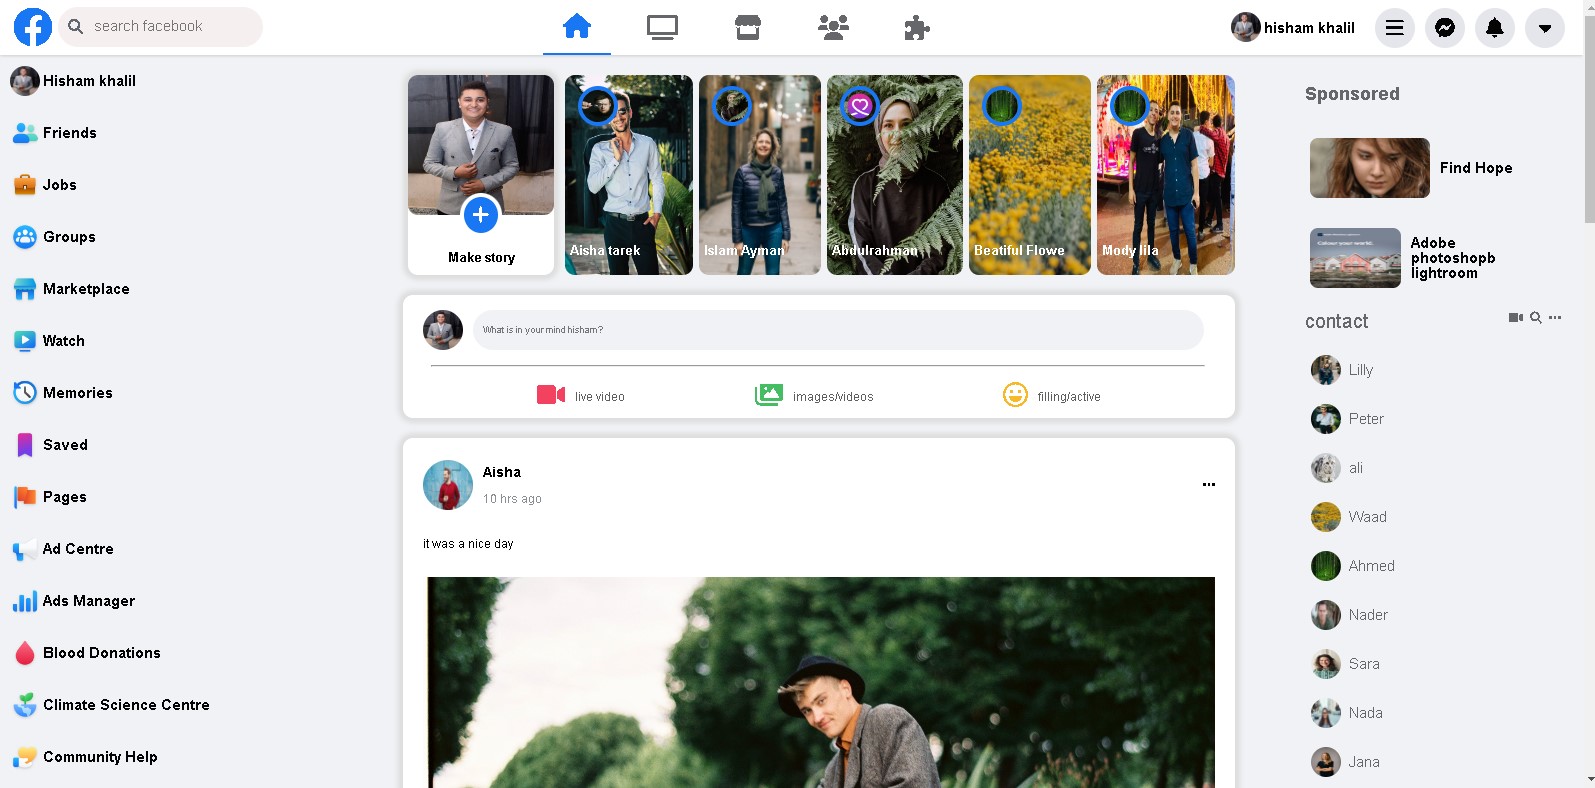 search facebook
hisham khalil
Hisham khalil
Friends
Jobs
Groups
Marketplace
Watch
Memories
Saved
Pages
Ad Centre
Ads Manager
Blood Donations
Climate Science Centre
Community Help
Make story
Aisha tarek
Islam Ayman
Abdulrahman
Beatiful Flowe
Mody lila
What is in your mind hisham?
live video
images/videos
filling/active
Aisha
10 hrs ago
it was a nice day
Sponsored
Find Hope
Adobe
photoshopb
lightroom
Colour your world.
contact
Lilly
Peter
ali
Waad
Ahmed
Nader
Sara
Nada
Jana